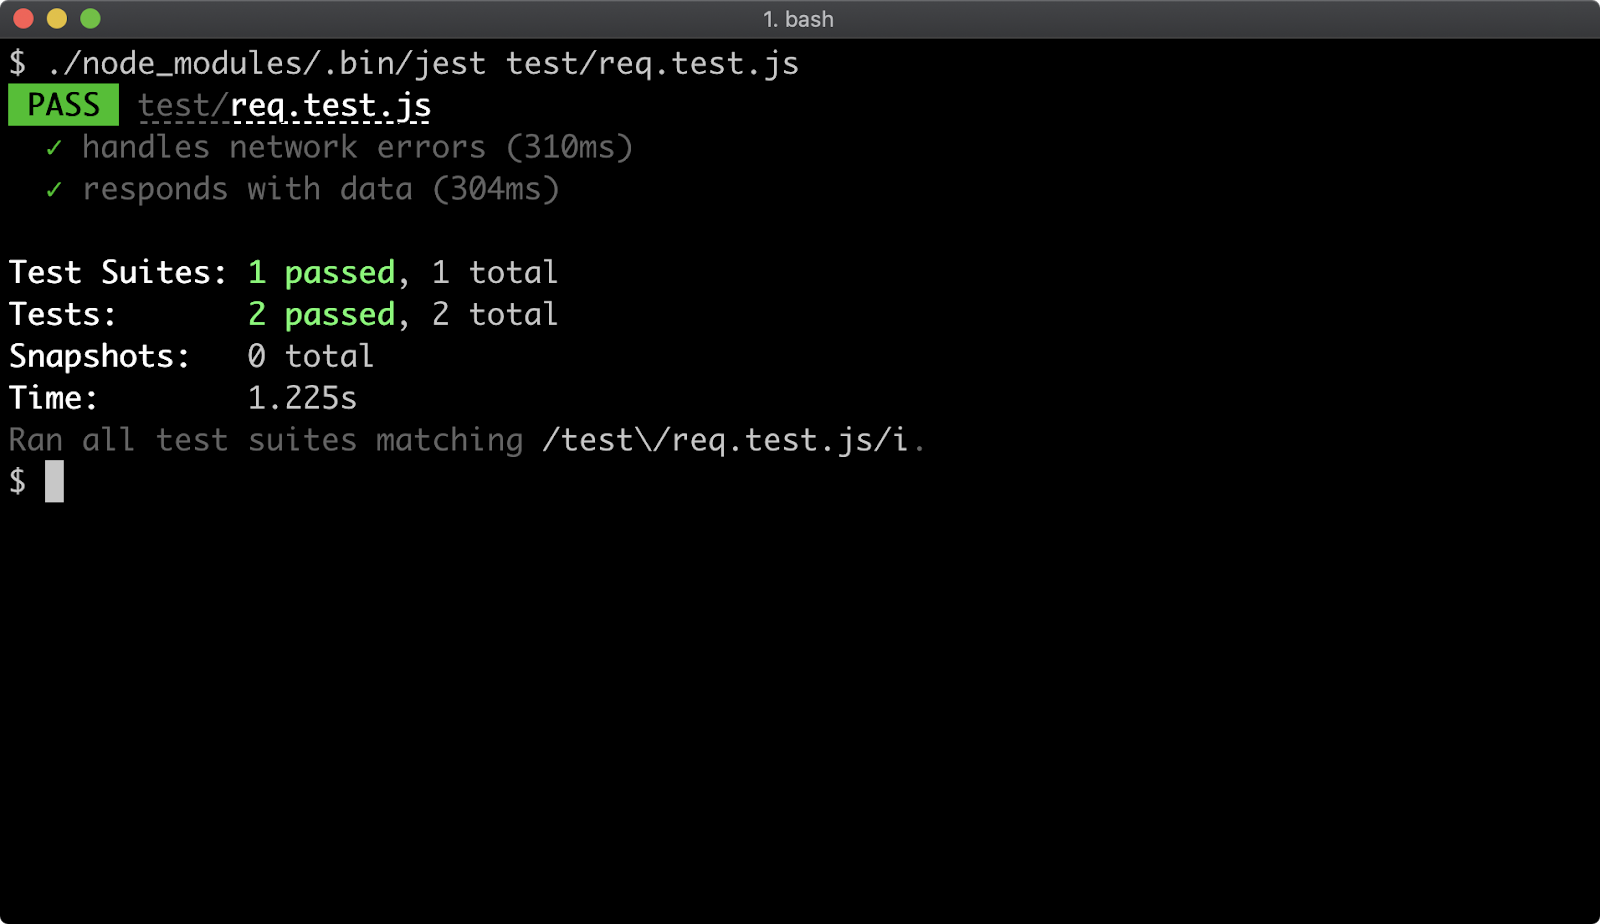 1. bash
$ ./node_modules/.bin/jest test/req.test.js
PASS test/req.test.js
✓ handles network errors (310ms)
✓ responds with data (304ms)
Test Suites: 1 passed, 1 total
Tests: 2 passed, 2 total
Snapshots: 0 total
Time: 1.225s
Ran all test suites matching /test\/req.test.js/i.
$